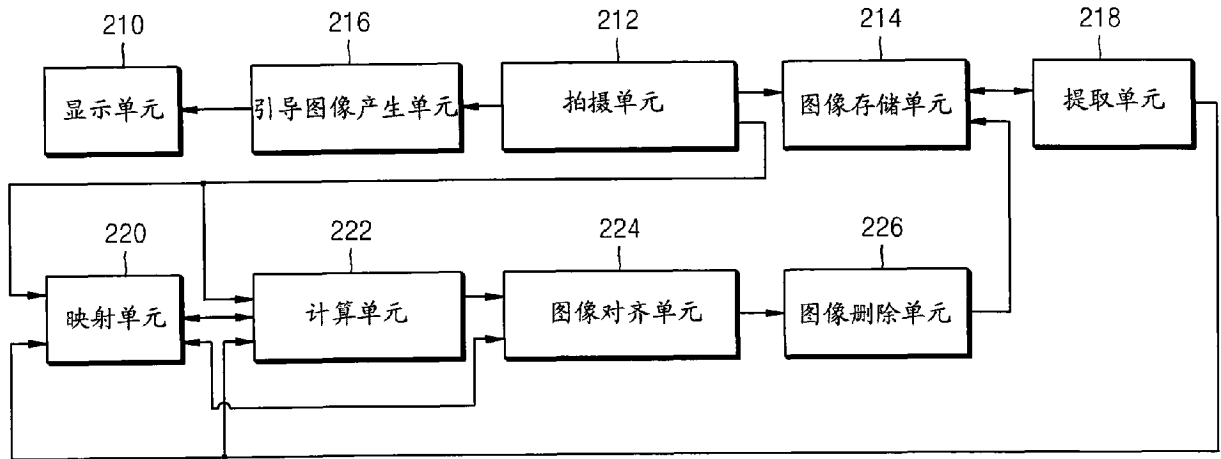 210
216
212
214
218
显示单元
引导图像产生单元
拍摄单元
图像存储单元
提取单元
220
222
224
226
映射单元
计算单元
图像对齐单元
图像删除单元